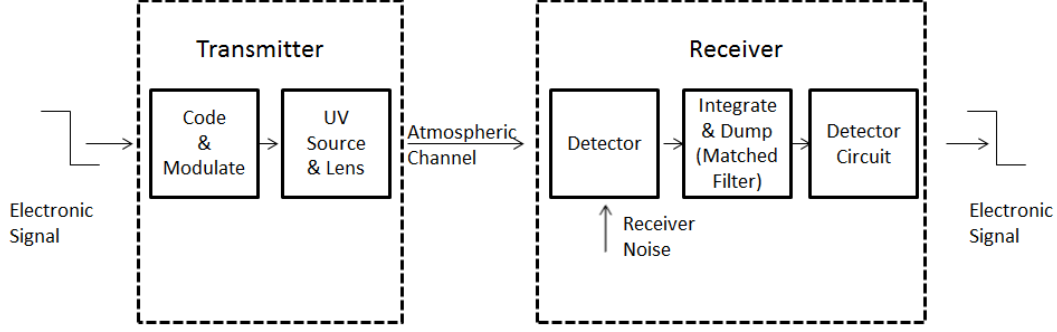 Transmitter
Receiver
Code
&
Modulate
UV
Source
& Lens
Atmospheric
Channel
Detector
Integrate
& Dump
(Matched
Filter)
Detector
Circuit
Electronic
Signal
Receiver
Noise
Electronic
Signal